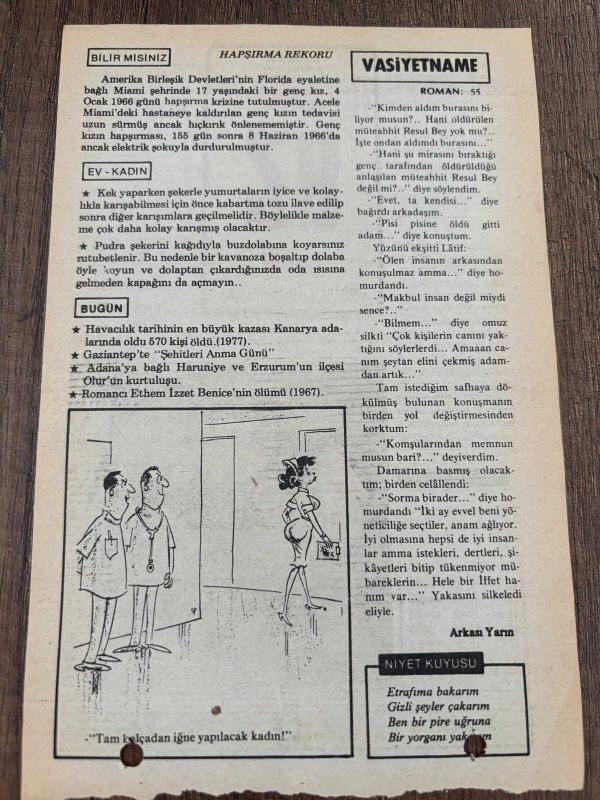 BİLİR MİSİNİZ
HAPŞIRMA REKORU
Amerika Birleşik Devletleri'nin Florida eyaletine
bağlı Miami şehrinde 17 yaşındaki bir genç kız, 4
Ocak 1966 günü hapşırma krizine tutulmuştur. Acele
Miami'deki hastaneye kaldırılan genç kızın tedavisi
uzun sürmüş ancak hıçkırık önlenememiştir. Genç
kızın hapşırması, 155 gün sonra 8 Haziran 1966'da
ancak elektrik şokuyla durdurulmuştur.
EV - KADIN
★ Kek yaparken şekerle yumurtaların iyice ve kolay-
lıkla karışabilmesi için önce kabartma tozu ilave edilip
sonra diğer karışımlara geçilmelidir. Böylelikle malze-
me çok daha kolay karışmış olacaktır.
★ Pudra şekerini kağıdıyla buzdolabına koyarsınız
rutubetlenir. Bu nedenle bir kavanoza boşaltıp dolaba
öyle koyun ve dolaptan çıkardığınızda oda ısısına
gelmeden kapağını da açmayın..
BUGÜN
★ Havacılık tarihinin en büyük kazası Kanarya ada-
larında oldu 570 kişi öldü.(1977).
★ Gaziantep'te "Şehitleri Anma Günü"
★ Adana'ya bağlı Haruniye ve Erzurum'un ilçesi
Olur'un kurtuluşu.
★ Romancı Ethem İzzet Benice'nin ölümü (1967).
-"Tam kalçadan iğne yapılacak kadın!"
VASİYETNAME
ROMAN: 55
-"Kimden aldım burasını bi-
liyor musun?.. Hani öldürülen
müteahhit Resul Bey yok mu?..
İşte ondan aldımdı burasını..."
-"Hani şu mirasını bıraktığı
genç tarafından öldürüldüğü
anlaşılan müteahhit Resul Bey
değil mi?.." diye söylendim.
-"Evet, ta kendisi..." diye
bağırdı arkadaşım.
-"Pisi pisine öldü gitti
adam..." diye konuştum.
Yüzünü ekşitti Lâtif:
-"Ölen insanın arkasından
konuşulmaz amma..." diye ho-
murdandı.
-"Makbul insan değil miydi
sence?.."
-"Bilmem..." diye omuz
silkti "Çok kişilerin canını yak-
tığını söylerlerdi... Amaaan ca-
nım şeytan elini çekmiş adam-
dan artık..."
Tam istediğim safhaya dö-
külmüş bulunan konuşmanın
birden yol değiştirmesinden
korktum:
-"Komşularından memnun
musun bari?..." deyiverdim.
Damarına basmış olacak-
tım; birden celâllendi:
-"Sorma birader..." diye ho-
murdandı "İki ay evvel beni yö-
neticiliğe seçtiler, anam ağlıyor.
İyi olmasına hepsi de iyi insan-
lar amma istekleri, dertleri, şi-
kâyetleri bitip tükenmiyor mü-
bareklerin... Hele bir İffet ha-
nım var..." Yakasını silkeledi
eliyle.
Arkası Yarın
NİYET KUYUSU
Etrafıma bakarım
Gizli şeyler çakarım
Ben bir pire uğruna
Bir yorganı